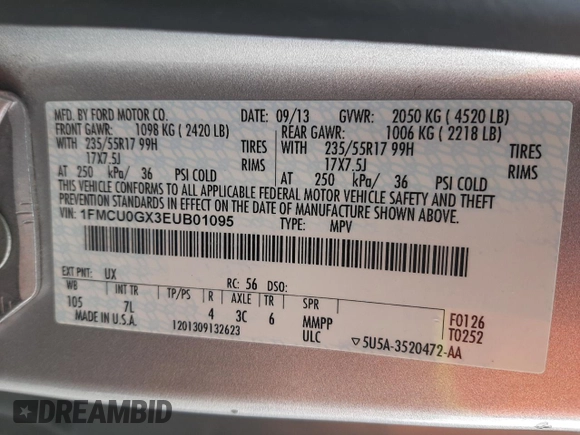 MFD. BY FORD MOTOR CO. DATE: 09/13 GVWR: 2050 KG ( 4520 LB)
FRONT GAWR: 1098 KG ( 2420 LB) REAR GAWR: 1006 KG ( 2218 LB)
WITH 235/55R17 99H TIRES WITH 235/55R17 99H TIRES
17X7.5J RIMS 17X7.5J RIMS
AT 250 kPa/ 36 PSI COLD AT 250 kPa/ 36 PSI COLD
THIS VEHICLE CONFORMS TO ALL APPLICABLE FEDERAL MOTOR VEHICLE SAFETY AND THEFT
PREVENTION STANDARDS IN EFFECT ON THE DATE OF MANUFACTURE SHOWN ABOVE.
VIN: 1FMCU0GX3EUB01095 TYPE: MPV
EXT PNT: UX RC: 56 DSO:
WB INT TR TP/PS R AXLE TR SPR
105 7L 4 3C 6 MMPP F0126
MADE IN U.S.A. 1201309132623 ULC T0252
▽5U5A-3520472-AA
DREAMBID